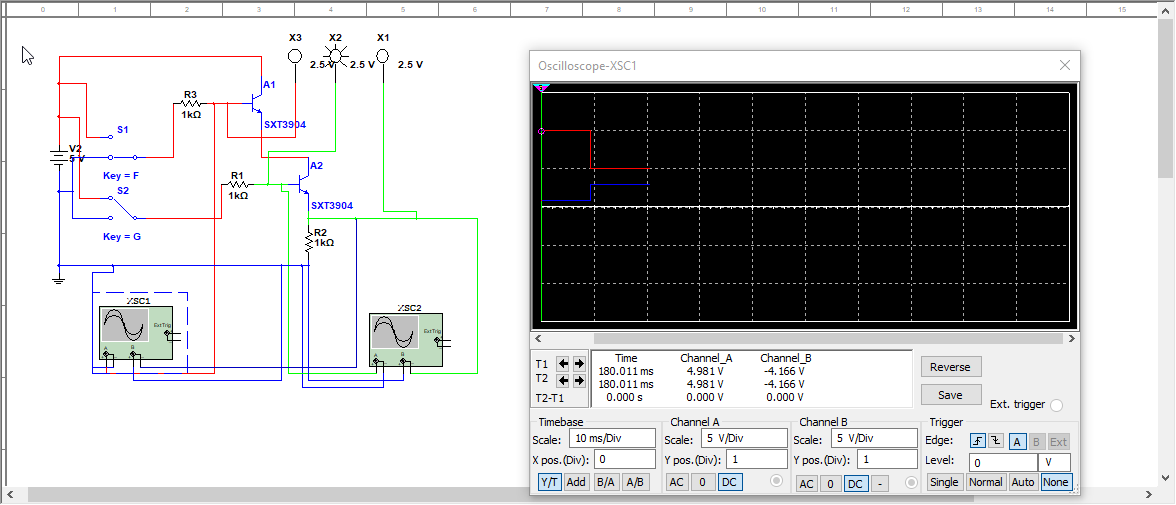 0 1 2 3 4 5 6 7 8 9 10 11 12 13 14 15
X3 X2 X1
2.5 V 2.5 V 2.5 V
A1
R3
1kΩ
SXT3904
S1
V2
5 V
Key = F
A2
R1
1kΩ
S2
SXT3904
Key = G
R2
1kΩ
XSC1
Ext Trig
A B
XSC2
Ext Trig
A B
Oscilloscope-XSC1
T1
T2
T2-T1
Time Channel_A Channel_B
180.011 ms 4.981 V -4.166 V
180.011 ms 4.981 V -4.166 V
0.000 s 0.000 V 0.000 V
Reverse
Save
Ext. trigger
Timebase
Scale: 10 ms/Div
X pos.(Div): 0
Y/T Add B/A A/B
Channel A
Scale: 5 V/Div
Y pos.(Div): 1
AC 0 DC
Channel B
Scale: 5 V/Div
Y pos.(Div): 1
AC 0 DC -
Trigger
Edge: A B Ext
Level: 0 V
Single Normal Auto None